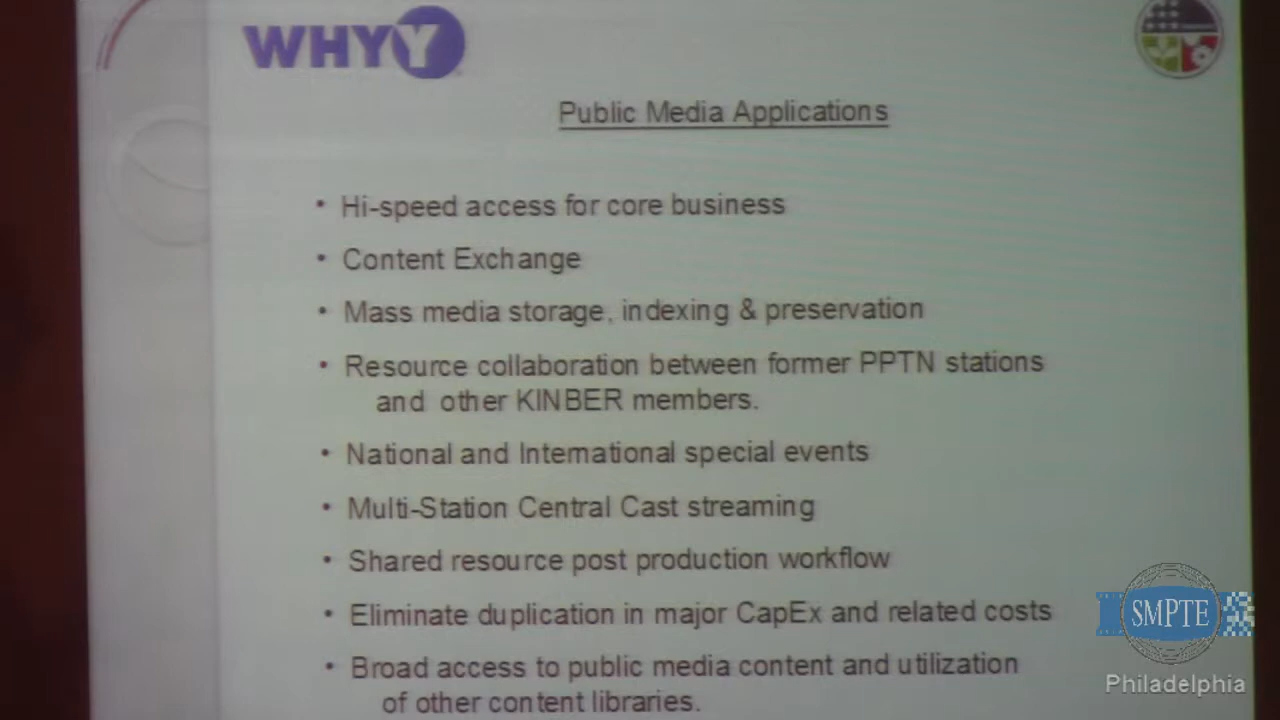 WHYY
Public Media Applications
• Hi-speed access for core business
• Content Exchange
• Mass media storage, indexing & preservation
• Resource collaboration between former PPTN stations
and other KINBER members.
• National and International special events
• Multi-Station Central Cast streaming
• Shared resource post production workflow
• Eliminate duplication in major CapEx and related costs
• Broad access to public media content and utilization
of other content libraries.
SMPTE
Philadelphia